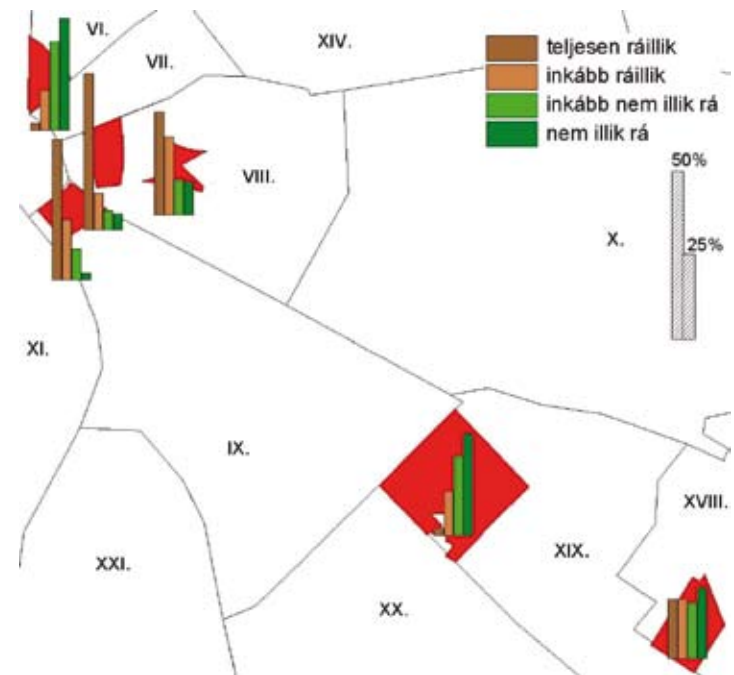 VI.
VII.
XIV.
teljesen ráillik
inkább ráillik
inkább nem illik rá
nem illik rá
50%
VIII.
X.
25%
XI.
IX.
XVIII.
XXI.
XIX.
XX.